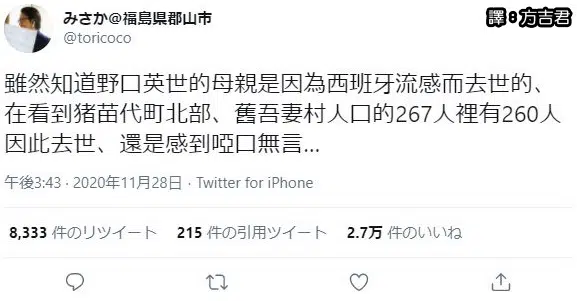 譯8方吉君
みさか@福島県郡山市
@toricoco
雖然知道野口英世的母親是因為西班牙流感而去世的、
在看到猪苗代町北部、舊吾妻村人口的267人裡有260人
因此去世、還是感到啞口無言...
午後3:43 · 2020年11月28日 · Twitter for iPhone
8,333 件のリツイート 215 件の引用ツイート 2.7万 件のいいね